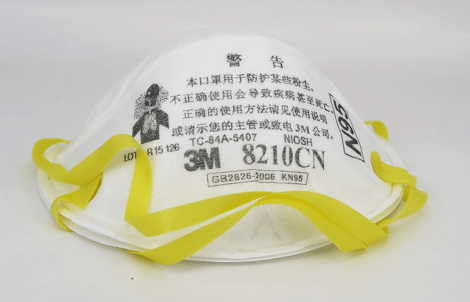 警 告
本口罩用于防护某些粉尘.
不正确使用会导致疾病甚至死亡.
正确的使用方法请见使用说明
或请示您的主管或致电3M公司.
TC-84A-5407 NIOSH
N95
LOT R15126
3M 8210CN
GB2626-2006 KN95